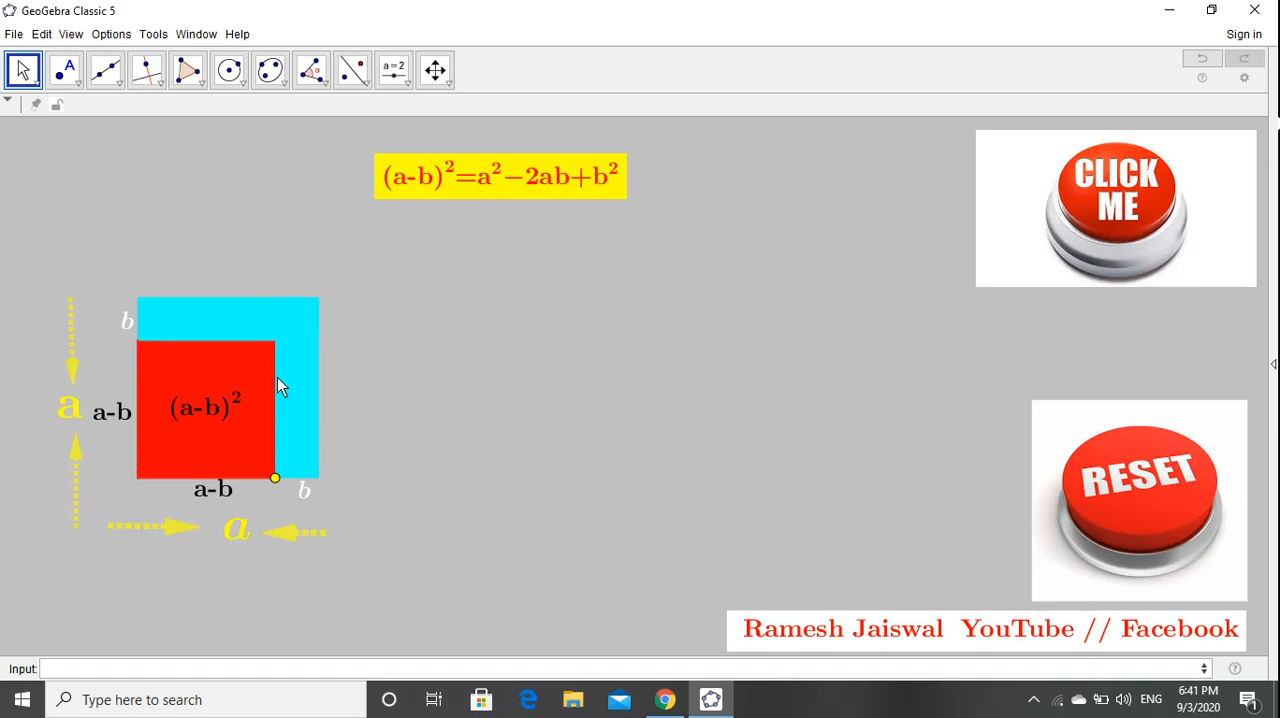 GeoGebra Classic 5
File Edit View Options Tools Window Help Sign in
A
α
a = 2
(a-b)²=a²−2ab+b²
CLICK
ME
b
a
a-b
(a-b)²
a-b
b
a
RESET
Ramesh Jaiswal YouTube // Facebook
Input:
Type here to search
ENG
6:41 PM
9/3/2020
1